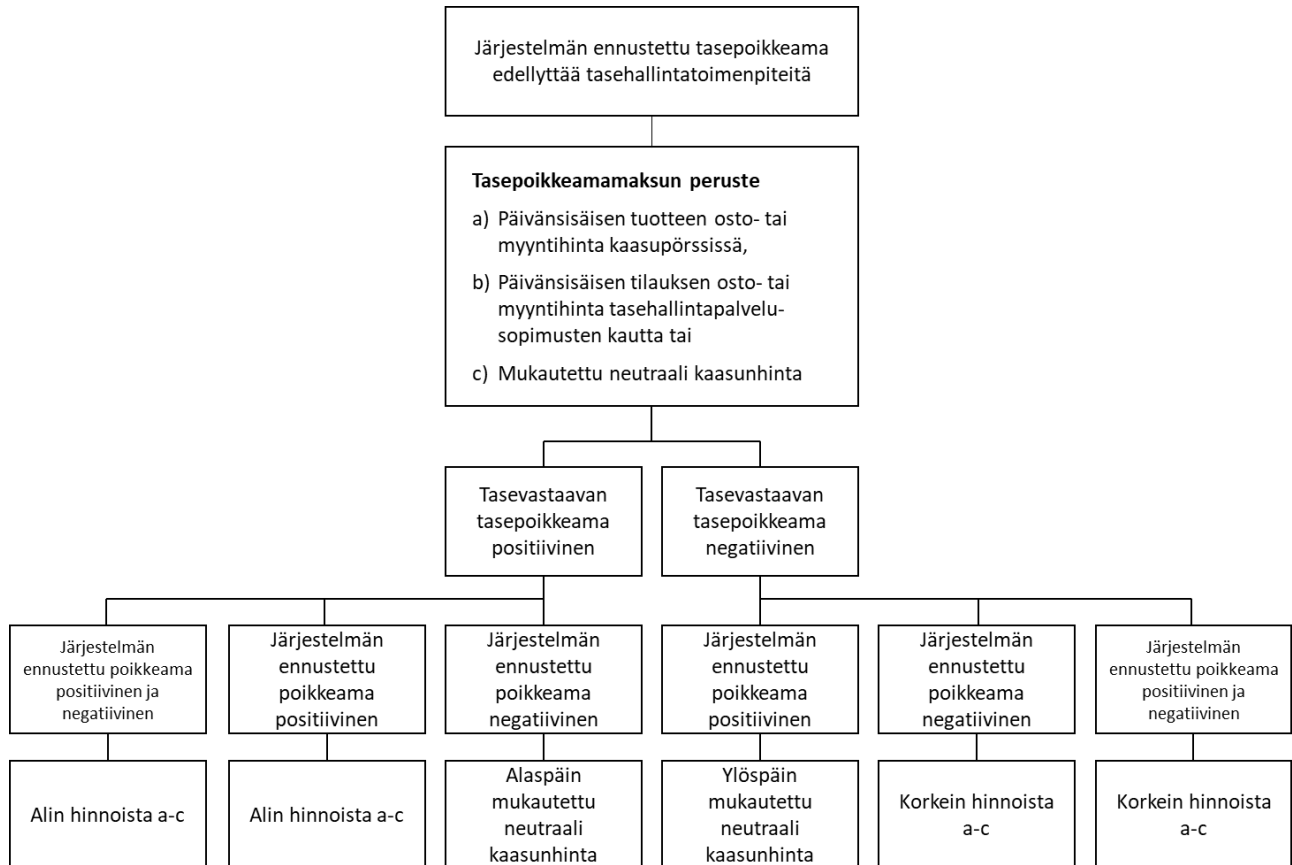 Järjestelmän ennustettu tasepoikkeama
edellyttää tasehallintatoimenpiteitä
Tasepoikkeamamaksun peruste
a) Päivänsisäisen tuotteen osto- tai
myyntihinta kaasupörssissä,
b) Päivänsisäisen tilauksen osto- tai
myyntihinta tasehallintapalvelu-
sopimusten kautta tai
c) Mukautettu neutraali kaasunhinta
Tasevastaavan
tasepoikkeama
positiivinen
Tasevastaavan
tasepoikkeama
negatiivinen
Järjestelmän
ennustettu poikkeama
positiivinen ja
negatiivinen
Järjestelmän
ennustettu
poikkeama
positiivinen
Järjestelmän
ennustettu
poikkeama
negatiivinen
Järjestelmän
ennustettu
poikkeama
positiivinen
Järjestelmän
ennustettu
poikkeama
negatiivinen
Järjestelmän
ennustettu poikkeama
positiivinen ja
negatiivinen
Alin hinnoista a-c
Alin hinnoista a-c
Alaspäin
mukautettu
neutraali
kaasunhinta
Ylöspäin
mukautettu
neutraali
kaasunhinta
Korkein hinnoista
a-c
Korkein hinnoista
a-c